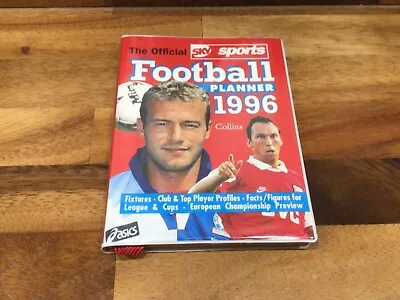 The Official SKY sports
Football
PLANNER
1996
Collins
Fixtures · Club & Top Player Profiles · Facts/Figures for
League & Cups · European Championship Preview
asics
JVC